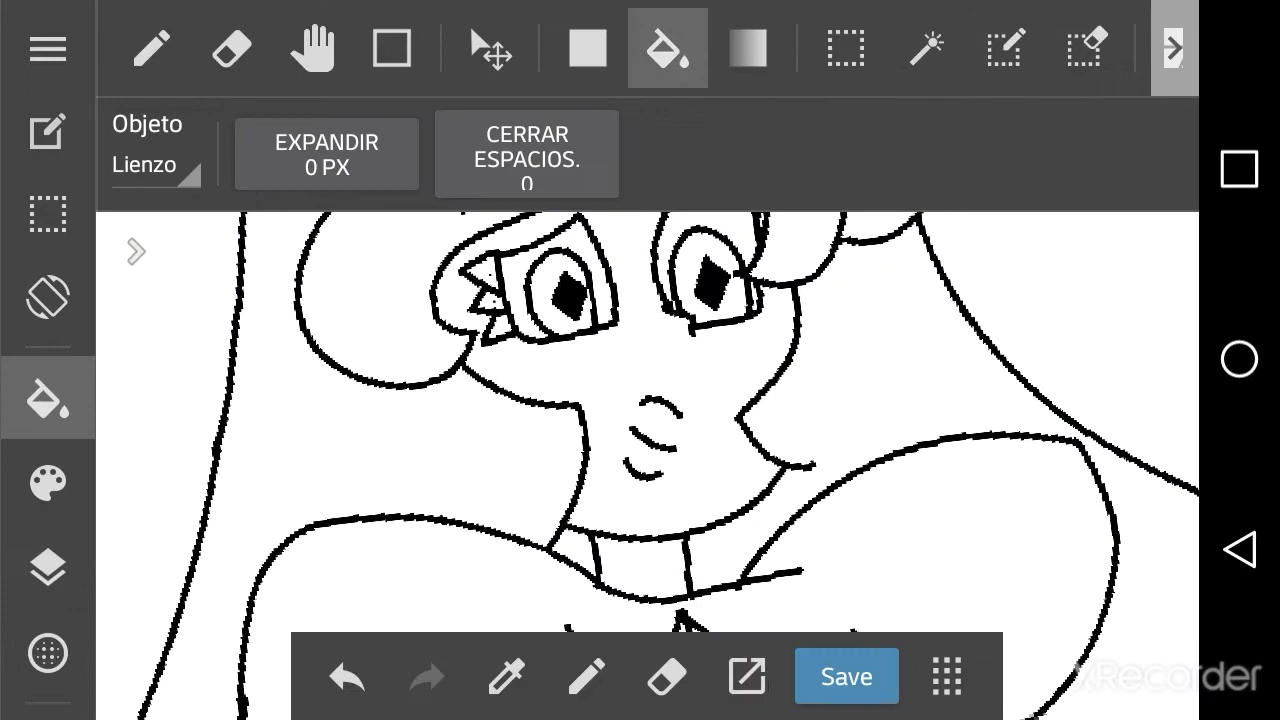 Objeto
Lienzo
EXPANDIR
0 PX
CERRAR
ESPACIOS.
0
Save
Recorder